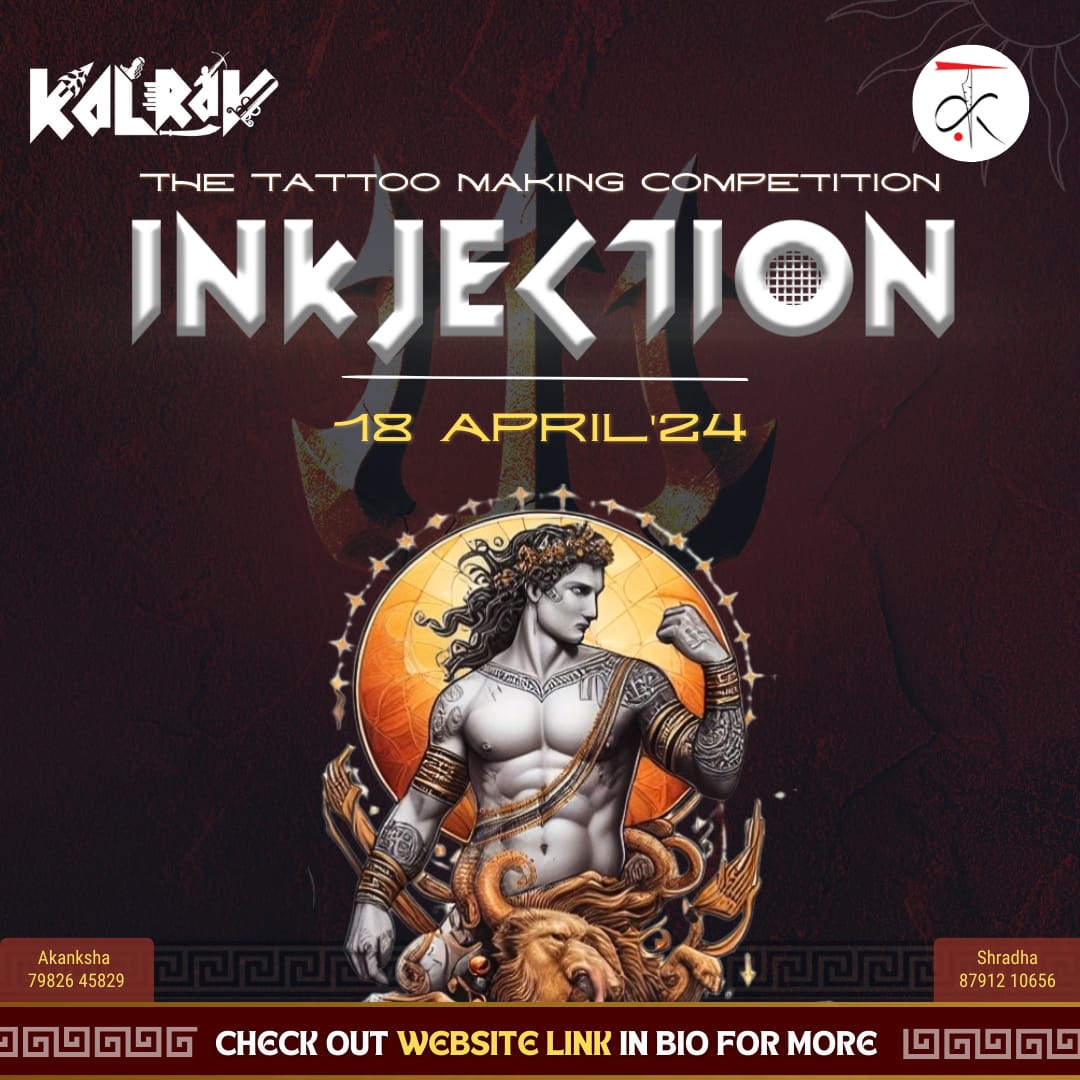 KALRAV
THE TATTOO MAKING COMPETITION
INKJECTION
18 APRIL'24
Akanksha
79826 45829
Shradha
87912 10656
CHECK OUT WEBSITE LINK IN BIO FOR MORE